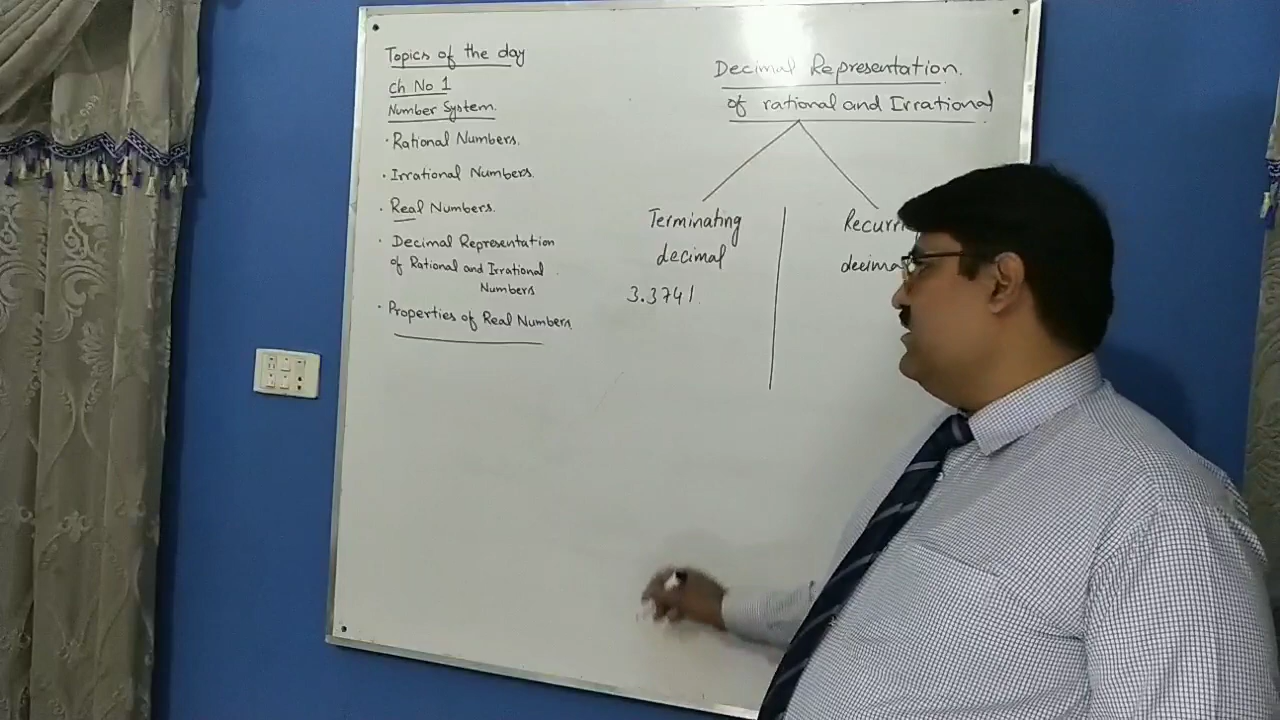 Topics of the day
Ch No 1
Number System.
· Rational Numbers.
· Irrational Numbers.
· Real Numbers.
· Decimal Representation
of Rational and Irrational
Numbers
· Properties of Real Numbers.
Decimal Representation.
of rational and Irrational
Terminating
decimal
3.3741.